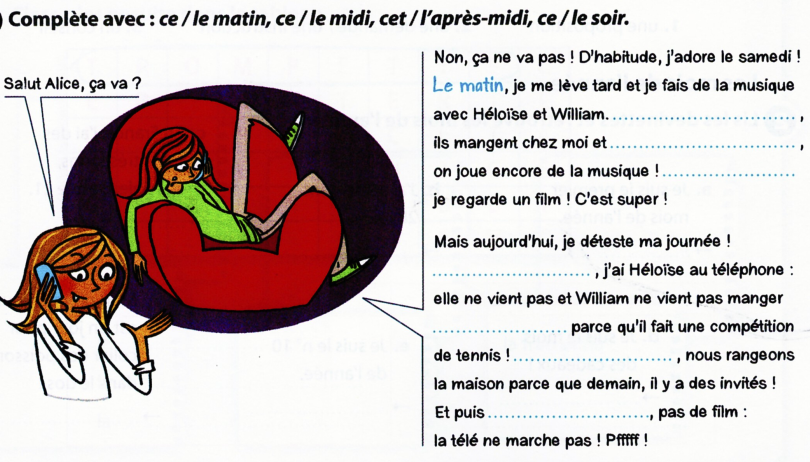 ) Complète avec : ce / le matin, ce / le midi, cet / l'après-midi, ce / le soir.
Salut Alice, ça va ?
Non, ça ne va pas ! D'habitude, j'adore le samedi !
Le matin, je me lève tard et je fais de la musique
avec Héloïse et William. ........................ ,
ils mangent chez moi et ........................ ,
on joue encore de la musique ! ........................
je regarde un film ! C'est super !
Mais aujourd'hui, je déteste ma journée !
........................ , j'ai Héloïse au téléphone :
elle ne vient pas et William ne vient pas manger
........................ parce qu'il fait une compétition
de tennis ! ........................ , nous rangeons
la maison parce que demain, il y a des invités !
Et puis ........................ , pas de film :
la télé ne marche pas ! Pfffff !